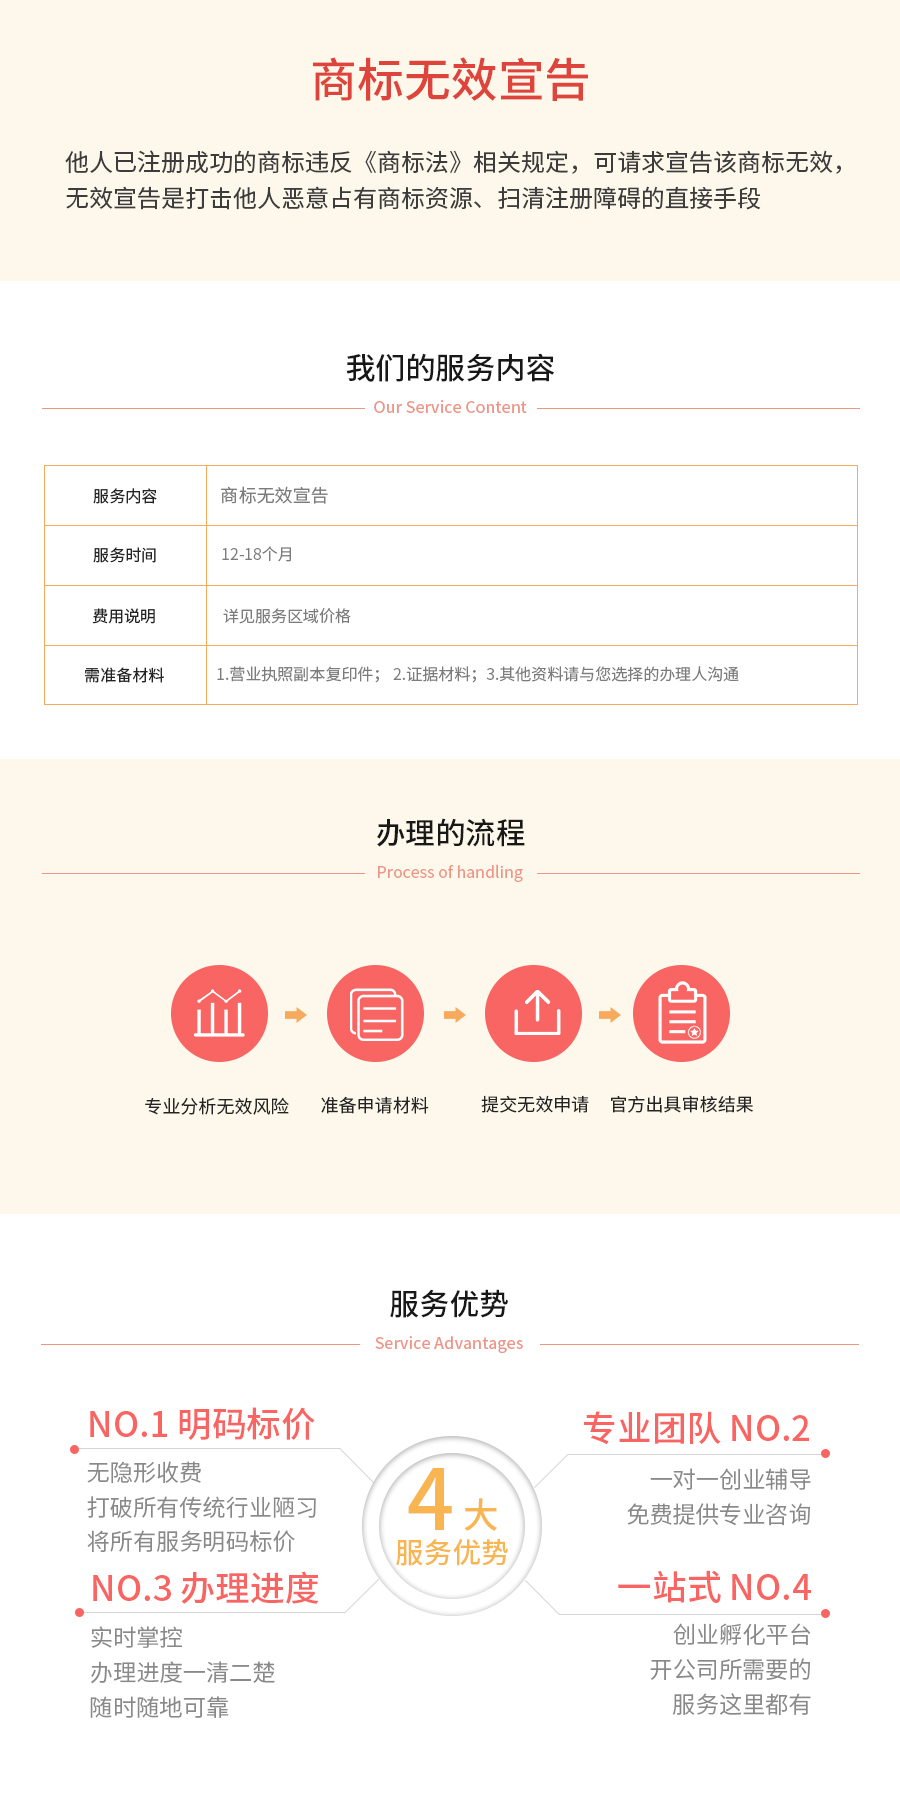 商标无效宣告
他人已注册成功的商标违反《商标法》相关规定，可请求宣告该商标无效，
无效宣告是打击他人恶意占有商标资源、扫清注册障碍的直接手段
我们的服务内容
Our Service Content
服务内容 商标无效宣告
服务时间 12-18个月
费用说明 详见服务区域价格
需准备材料 1.营业执照副本复印件； 2.证据材料；3.其他资料请与您选择的办理人沟通
办理的流程
Process of handling
专业分析无效风险 准备申请材料 提交无效申请 官方出具审核结果
服务优势
Service Advantages
NO.1 明码标价
无隐形收费
打破所有传统行业陋习
将所有服务明码标价
专业团队 NO.2
一对一创业辅导
免费提供专业咨询
4 大
服务优势
NO.3 办理进度
实时掌控
办理进度一清二楚
随时随地可靠
一站式 NO.4
创业孵化平台
开公司所需要的
服务这里都有